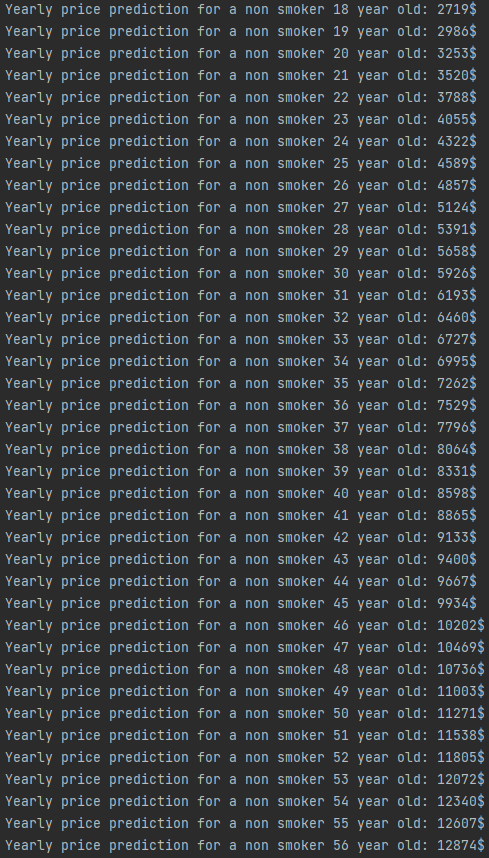 Yearly price prediction for a non smoker 18 year old: 2719$
Yearly price prediction for a non smoker 19 year old: 2986$
Yearly price prediction for a non smoker 20 year old: 3253$
Yearly price prediction for a non smoker 21 year old: 3520$
Yearly price prediction for a non smoker 22 year old: 3788$
Yearly price prediction for a non smoker 23 year old: 4055$
Yearly price prediction for a non smoker 24 year old: 4322$
Yearly price prediction for a non smoker 25 year old: 4589$
Yearly price prediction for a non smoker 26 year old: 4857$
Yearly price prediction for a non smoker 27 year old: 5124$
Yearly price prediction for a non smoker 28 year old: 5391$
Yearly price prediction for a non smoker 29 year old: 5658$
Yearly price prediction for a non smoker 30 year old: 5926$
Yearly price prediction for a non smoker 31 year old: 6193$
Yearly price prediction for a non smoker 32 year old: 6460$
Yearly price prediction for a non smoker 33 year old: 6727$
Yearly price prediction for a non smoker 34 year old: 6995$
Yearly price prediction for a non smoker 35 year old: 7262$
Yearly price prediction for a non smoker 36 year old: 7529$
Yearly price prediction for a non smoker 37 year old: 7796$
Yearly price prediction for a non smoker 38 year old: 8064$
Yearly price prediction for a non smoker 39 year old: 8331$
Yearly price prediction for a non smoker 40 year old: 8598$
Yearly price prediction for a non smoker 41 year old: 8865$
Yearly price prediction for a non smoker 42 year old: 9133$
Yearly price prediction for a non smoker 43 year old: 9400$
Yearly price prediction for a non smoker 44 year old: 9667$
Yearly price prediction for a non smoker 45 year old: 9934$
Yearly price prediction for a non smoker 46 year old: 10202$
Yearly price prediction for a non smoker 47 year old: 10469$
Yearly price prediction for a non smoker 48 year old: 10736$
Yearly price prediction for a non smoker 49 year old: 11003$
Yearly price prediction for a non smoker 50 year old: 11271$
Yearly price prediction for a non smoker 51 year old: 11538$
Yearly price prediction for a non smoker 52 year old: 11805$
Yearly price prediction for a non smoker 53 year old: 12072$
Yearly price prediction for a non smoker 54 year old: 12340$
Yearly price prediction for a non smoker 55 year old: 12607$
Yearly price prediction for a non smoker 56 year old: 12874$